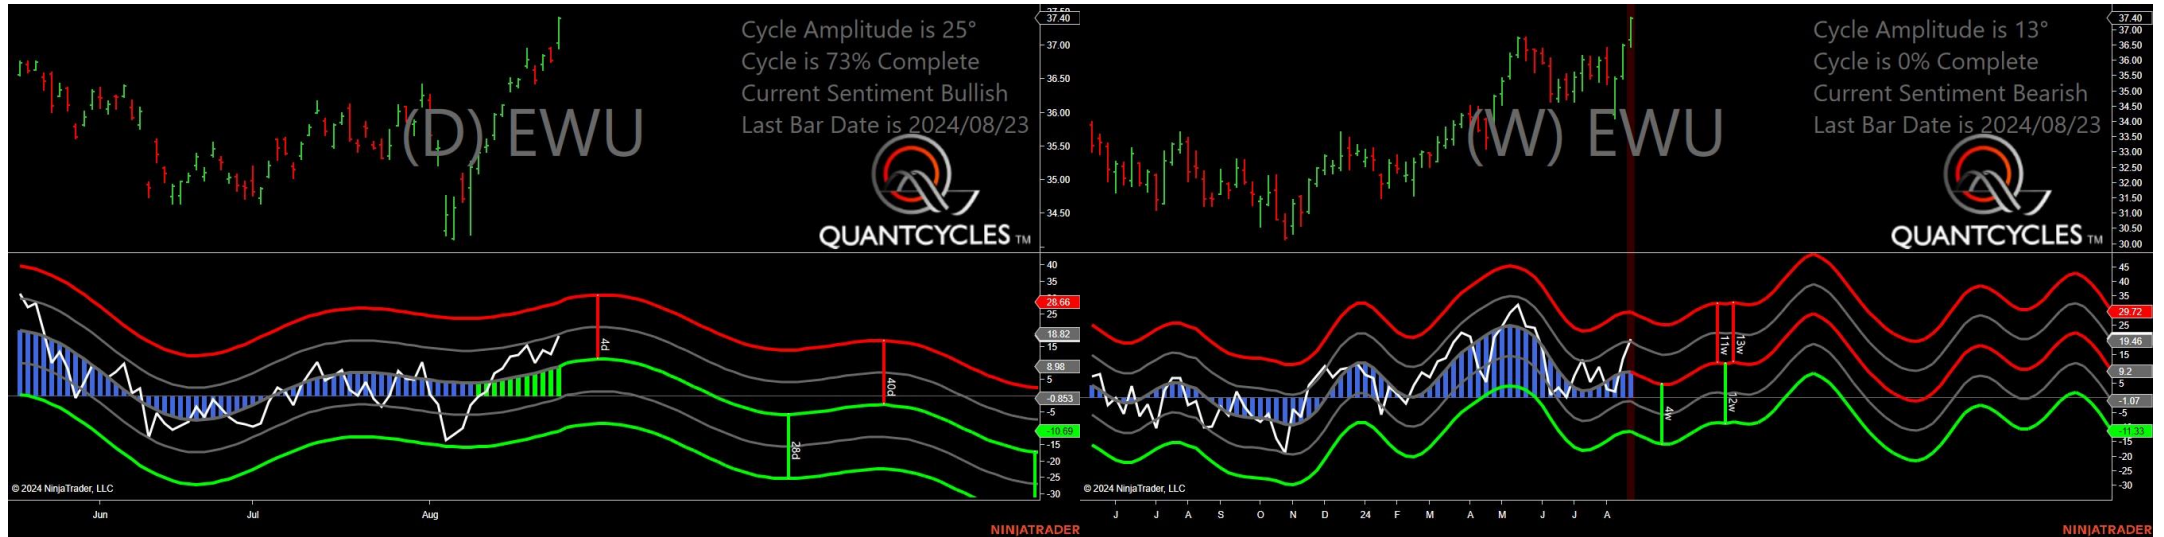 37.50
37.40
37.00
36.50
36.00
35.50
35.00
34.50
Cycle Amplitude is 25°
Cycle is 73% Complete
Current Sentiment Bullish
Last Bar Date is 2024/08/23
(D) EWU
QUANTCYCLES TM
40
35
28.66
25
18.82
15
8.98
5
-0.853
-5
-10.69
-15
-20
-25
-30
4d
28d
40d
© 2024 NinjaTrader, LLC
Jun
Jul
Aug
NINJATRADER
37.40
37.00
36.50
36.00
35.50
35.00
34.50
34.00
33.50
33.00
32.50
32.00
31.50
31.00
30.50
30.00
Cycle Amplitude is 13°
Cycle is 0% Complete
Current Sentiment Bearish
Last Bar Date is 2024/08/23
(W) EWU
QUANTCYCLES TM
45
35
29.72
25
19.46
15
9.2
5
-1.07
-5
-11.33
-15
-20
-25
-30
4w
11w
13w
12w
© 2024 NinjaTrader, LLC
J J A S O N D 24 F M A M J J A
NINJATRADER